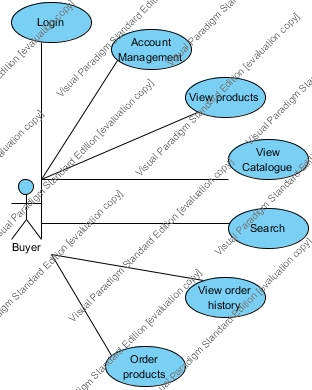 Login
Account
Management
View products
View
Catalogue
Search
Buyer
View order
history
Order
products
Visual Paradigm Standard Edition [evaluation copy]